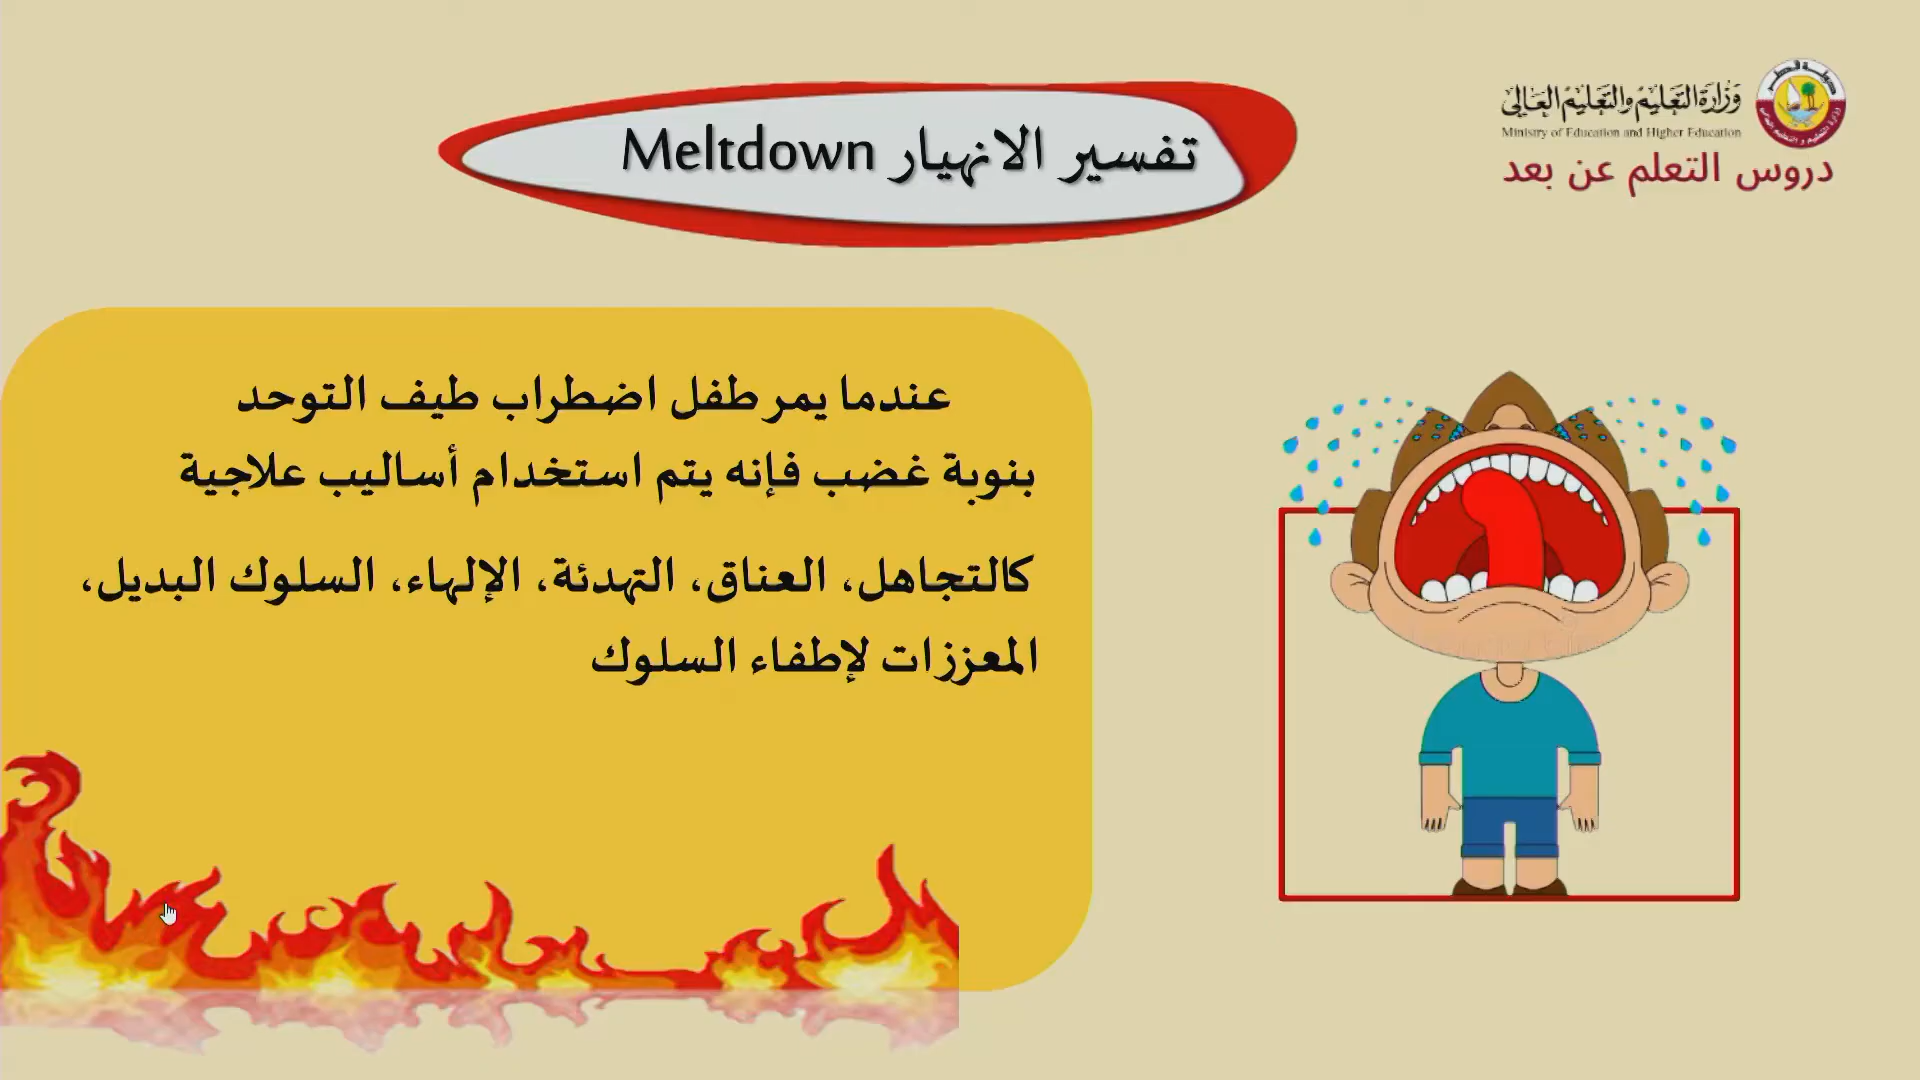 وزارة التعليم والتعليم العالي
Ministry of Education and Higher Education
دروس التعلم عن بعد
تفسير الانهيار Meltdown
عندما يمر طفل اضطراب طيف التوحد
بنوبة غضب فإنه يتم استخدام أساليب علاجية
كالتجاهل، العناق، التهدئة، الإلهاء، السلوك البديل،
المعززات لإطفاء السلوك